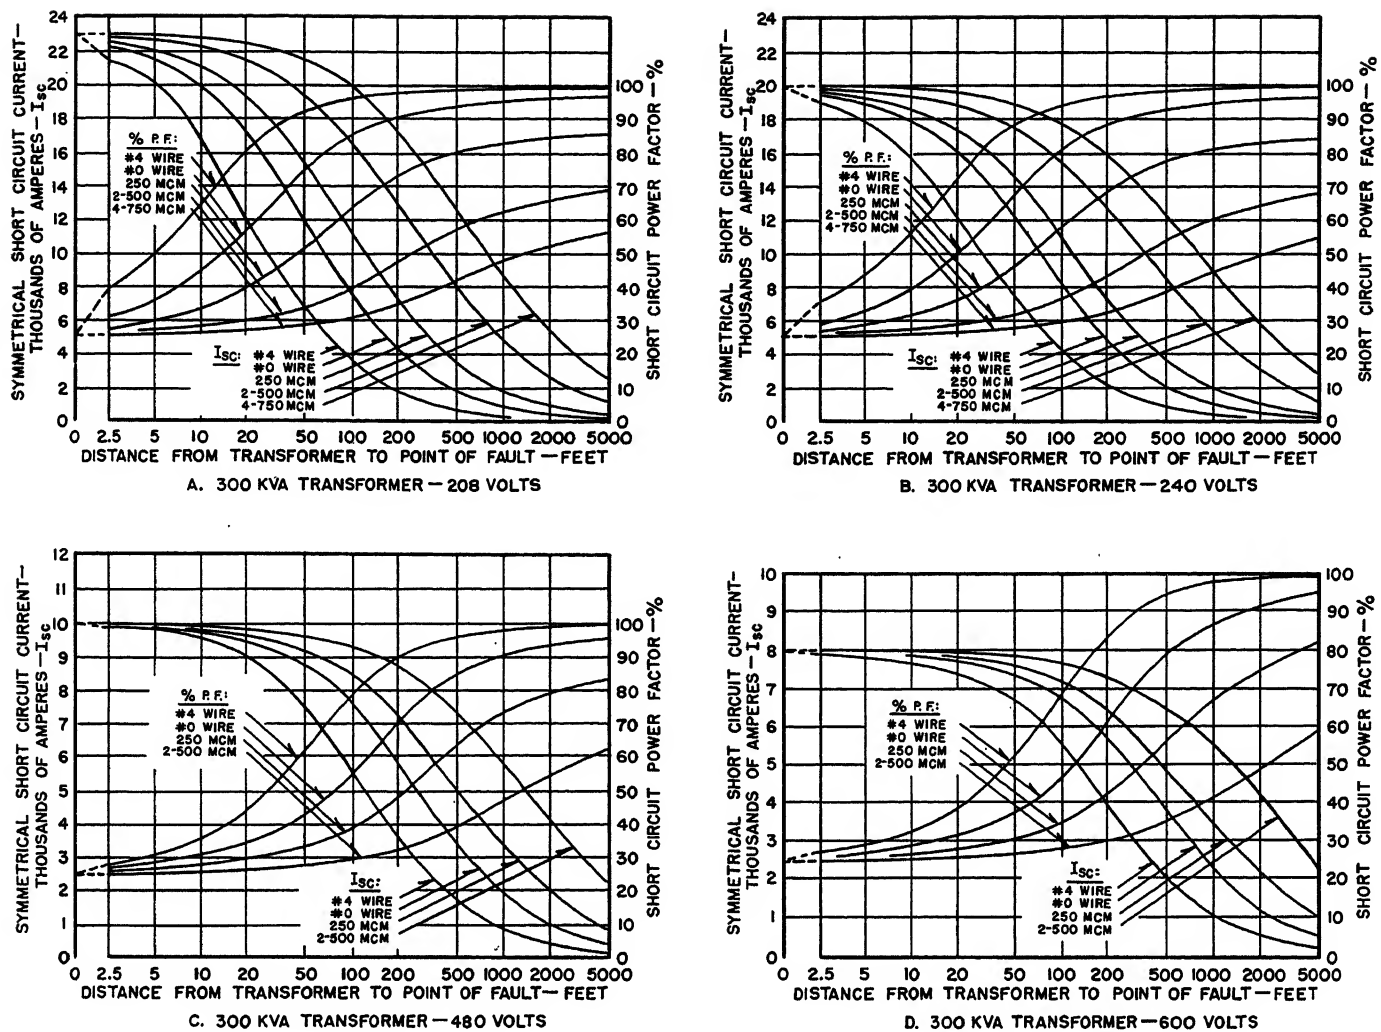 SYMMETRICAL SHORT CIRCUIT CURRENT—
THOUSANDS OF AMPERES—Isc
24
22
20
18
16
14
12
10
8
6
4
2
0
% P.F.:
#4 WIRE
#0 WIRE
250 MCM
2-500 MCM
4-750 MCM
Isc:
#4 WIRE
#0 WIRE
250 MCM
2-500 MCM
4-750 MCM
100
90
80
70
60
50
40
30
20
10
0
SHORT CIRCUIT POWER FACTOR—%
0 2.5 5 10 20 50 100 200 500 1000 2000 5000
DISTANCE FROM TRANSFORMER TO POINT OF FAULT—FEET
A. 300 KVA TRANSFORMER—208 VOLTS
SYMMETRICAL SHORT CIRCUIT CURRENT—
THOUSANDS OF AMPERES—Isc
24
22
20
18
16
14
12
10
8
6
4
2
0
% P.F.:
#4 WIRE
#0 WIRE
250 MCM
2-500 MCM
4-750 MCM
Isc:
#4 WIRE
#0 WIRE
250 MCM
2-500 MCM
4-750 MCM
100
90
80
70
60
50
40
30
20
10
0
SHORT CIRCUIT POWER FACTOR—%
0 2.5 5 10 20 50 100 200 500 1000 2000 5000
DISTANCE FROM TRANSFORMER TO POINT OF FAULT—FEET
B. 300 KVA TRANSFORMER—240 VOLTS
SYMMETRICAL SHORT CIRCUIT CURRENT—
THOUSANDS OF AMPERES—Isc
12
11
10
9
8
7
6
5
4
3
2
1
0
% P.F.:
#4 WIRE
#0 WIRE
250 MCM
2-500 MCM
Isc:
#4 WIRE
#0 WIRE
250 MCM
2-500 MCM
100
90
80
70
60
50
40
30
20
10
0
SHORT CIRCUIT POWER FACTOR—%
0 2.5 5 10 20 50 100 200 500 1000 2000 5000
DISTANCE FROM TRANSFORMER TO POINT OF FAULT—FEET
C. 300 KVA TRANSFORMER—480 VOLTS
SYMMETRICAL SHORT CIRCUIT CURRENT—
THOUSANDS OF AMPERES—Isc
10
9
8
7
6
5
4
3
2
1
0
% P.F.:
#4 WIRE
#0 WIRE
250 MCM
2-500 MCM
Isc:
#4 WIRE
#0 WIRE
250 MCM
2-500 MCM
100
90
80
70
60
50
40
30
20
10
0
SHORT CIRCUIT POWER FACTOR—%
0 2.5 5 10 20 50 100 200 500 1000 2000 5000
DISTANCE FROM TRANSFORMER TO POINT OF FAULT—FEET
D. 300 KVA TRANSFORMER—600 VOLTS